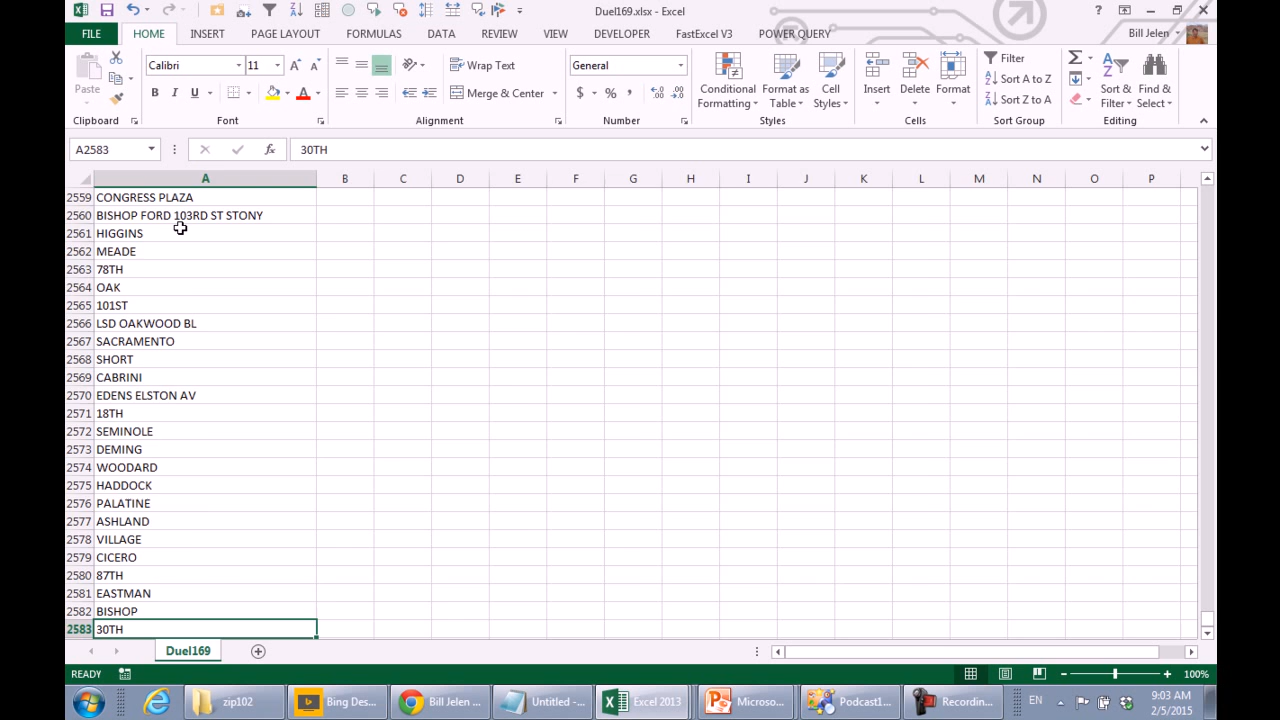 Duel169.xlsx - Excel
?
FILE HOME INSERT PAGE LAYOUT FORMULAS DATA REVIEW VIEW DEVELOPER FastExcel V3 POWER QUERY Bill Jelen
Paste
Calibri 11 A A
B I U A
Wrap Text
Merge & Center
General
$ % ,
Conditional Formatting
Format as Table
Cell Styles
Insert Delete Format
Filter
Sort A to Z
Sort Z to A
Sort & Filter
Find & Select
Clipboard Font Alignment Number Styles Cells Sort Group Editing
A2583 fx 30TH
A B C D E F G H I J K L M N O P
2559 CONGRESS PLAZA
2560 BISHOP FORD 103RD ST STONY
2561 HIGGINS
2562 MEADE
2563 78TH
2564 OAK
2565 101ST
2566 LSD OAKWOOD BL
2567 SACRAMENTO
2568 SHORT
2569 CABRINI
2570 EDENS ELSTON AV
2571 18TH
2572 SEMINOLE
2573 DEMING
2574 WOODARD
2575 HADDOCK
2576 PALATINE
2577 ASHLAND
2578 VILLAGE
2579 CICERO
2580 87TH
2581 EASTMAN
2582 BISHOP
2583 30TH
Duel169
READY 100%
zip102 Bing Des... Bill Jelen ... Untitled -... Excel 2013 Microso... Podcast1... Recordin... EN 9:03 AM
2/5/2015